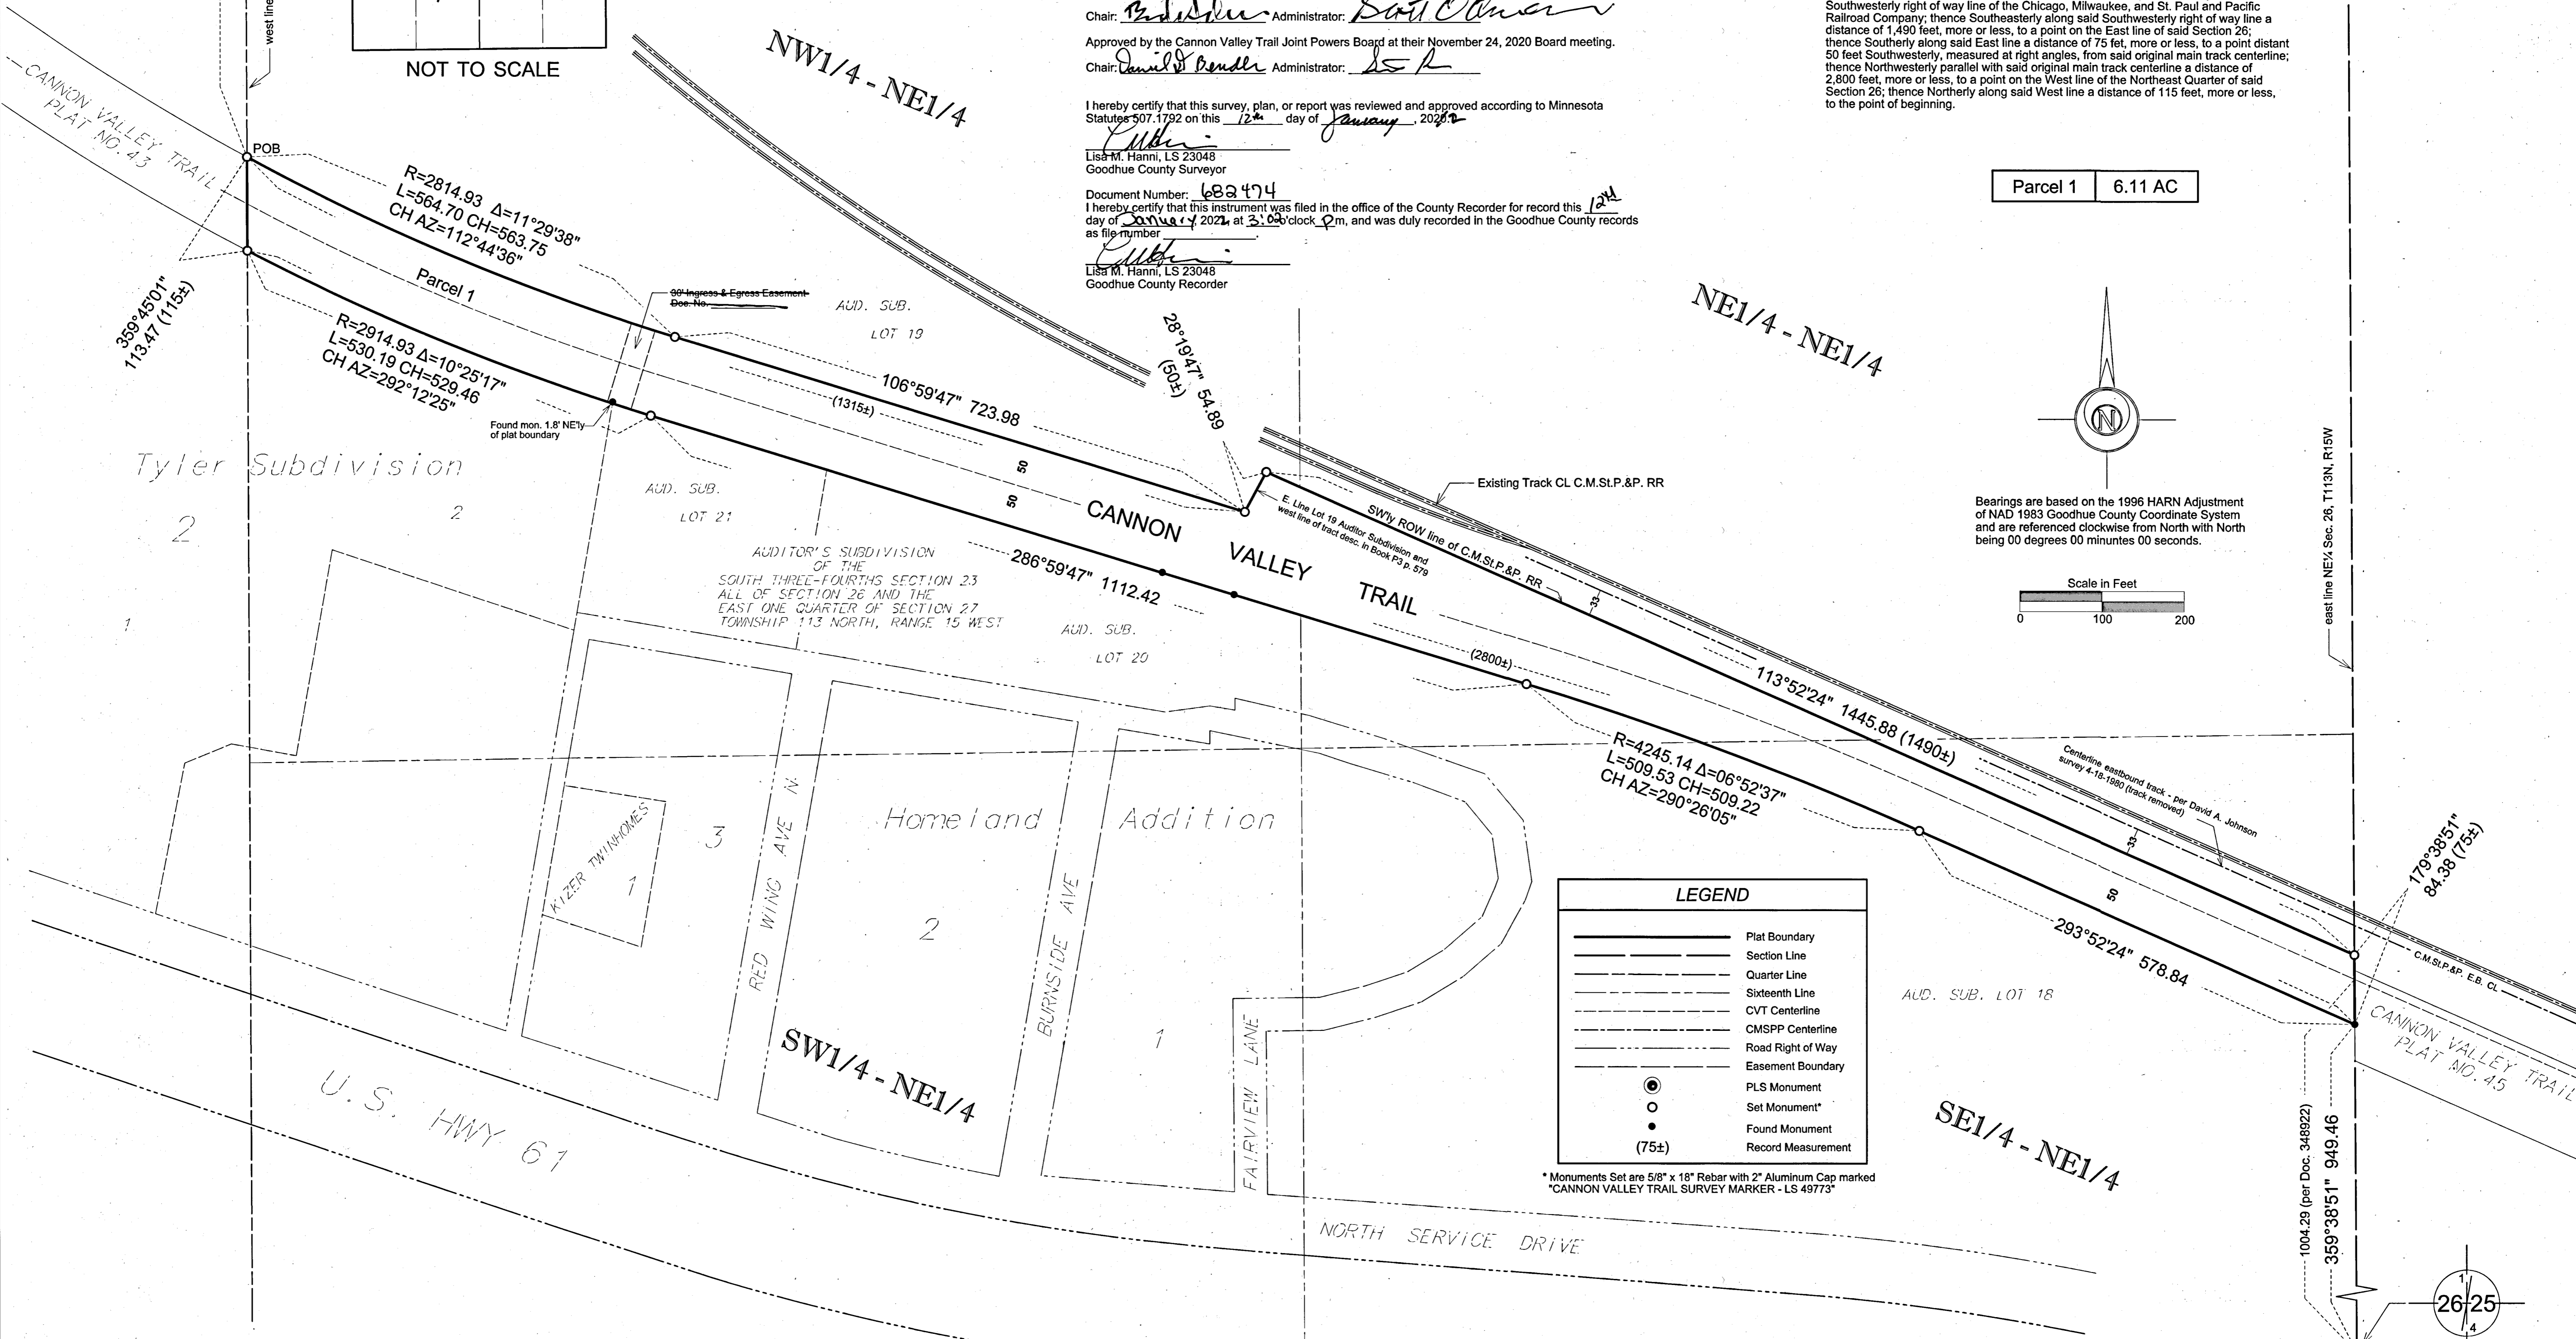 west line
NOT TO SCALE
NW1/4 - NE1/4
Chair: Administrator:
Approved by the Cannon Valley Trail Joint Powers Board at their November 24, 2020 Board meeting.
Chair: Daniel Bendler Administrator:
I hereby certify that this survey, plan, or report was reviewed and approved according to Minnesota
Statutes 507.1792 on this 12th day of January, 2022
Lisa M. Hanni, LS 23048
Goodhue County Surveyor
Document Number: 682474
I hereby certify that this instrument was filed in the office of the County Recorder for record this 12th
day of January 2022, at 3:02 o'clock P m, and was duly recorded in the Goodhue County records
as file number
Lisa M. Hanni, LS 23048
Goodhue County Recorder
Southwesterly right of way line of the Chicago, Milwaukee, and St. Paul and Pacific
Railroad Company; thence Southeasterly along said Southwesterly right of way line a
distance of 1,490 feet, more or less, to a point on the East line of said Section 26;
thence Southerly along said East line a distance of 75 fet, more or less, to a point distant
50 feet Southwesterly, measured at right angles, from said original main track centerline;
thence Northwesterly parallel with said original main track centerline a distance of
2,800 feet, more or less, to a point on the West line of the Northeast Quarter of said
Section 26; thence Northerly along said West line a distance of 115 feet, more or less,
to the point of beginning.
Parcel 1 6.11 AC
CANNON VALLEY TRAIL
PLAT NO. 43
POB
R=2814.93 Δ=11°29'38"
L=564.70 CH=563.75
CH AZ=112°44'36"
Parcel 1
359°45'01"
113.47 (115±)
R=2914.93 Δ=10°25'17"
L=530.19 CH=529.46
CH AZ=292°12'25"
30' Ingress & Egress Easement
Doc. No.
AUD. SUB.
LOT 19
Found mon. 1.8' NE'ly
of plat boundary
106°59'47" 723.98
(1315±)
28°19'47" 54.89
(50±)
NE1/4 - NE1/4
50
50
CANNON VALLEY TRAIL
E. Line Lot 19 Auditor Subdivision and
west line of tract desc. in Book P3 p. 579
SW'ly ROW line of C.M.St.P.&P. RR
Existing Track CL C.M.St.P.&P. RR
33
Bearings are based on the 1996 HARN Adjustment
of NAD 1983 Goodhue County Coordinate System
and are referenced clockwise from North with North
being 00 degrees 00 minuntes 00 seconds.
Scale in Feet
0 100 200
N
east line NE¼ Sec. 26, T113N, R15W
Tyler Subdivision
2
2
1
AUD. SUB.
LOT 21
AUDITOR'S SUBDIVISION
OF THE
SOUTH THREE-FOURTHS SECTION 23
ALL OF SECTION 26 AND THE
EAST ONE QUARTER OF SECTION 27
TOWNSHIP 113 NORTH, RANGE 15 WEST
286°59'47" 1112.42
AUD. SUB.
LOT 20
(2800±)
113°52'24" 1445.88 (1490±)
R=4245.14 Δ=06°52'37"
L=509.53 CH=509.22
CH AZ=290°26'05"
Centerline eastbound track - per David A. Johnson
survey 4-18-1980 (track removed)
33
50
179°38'51"
84.38 (75±)
293°52'24" 578.84
C.M.St.P.&P. E.B. CL
CANNON VALLEY TRAIL
PLAT NO. 45
AUD. SUB. LOT 18
Homeland Addition
KIZER TWINHOMES
1
3
RED WING AVE N.
2
BURNSIDE AVE
1
FAIRVIEW LANE
SW1/4 - NE1/4
SE1/4 - NE1/4
U.S. HWY 61
NORTH SERVICE DRIVE
LEGEND
Plat Boundary
Section Line
Quarter Line
Sixteenth Line
CVT Centerline
CMSPP Centerline
Road Right of Way
Easement Boundary
PLS Monument
Set Monument*
Found Monument
(75±) Record Measurement
* Monuments Set are 5/8" x 18" Rebar with 2" Aluminum Cap marked
"CANNON VALLEY TRAIL SURVEY MARKER - LS 49773"
1004.29 (per Doc. 348922)
359°38'51" 949.46
1
26 25
4